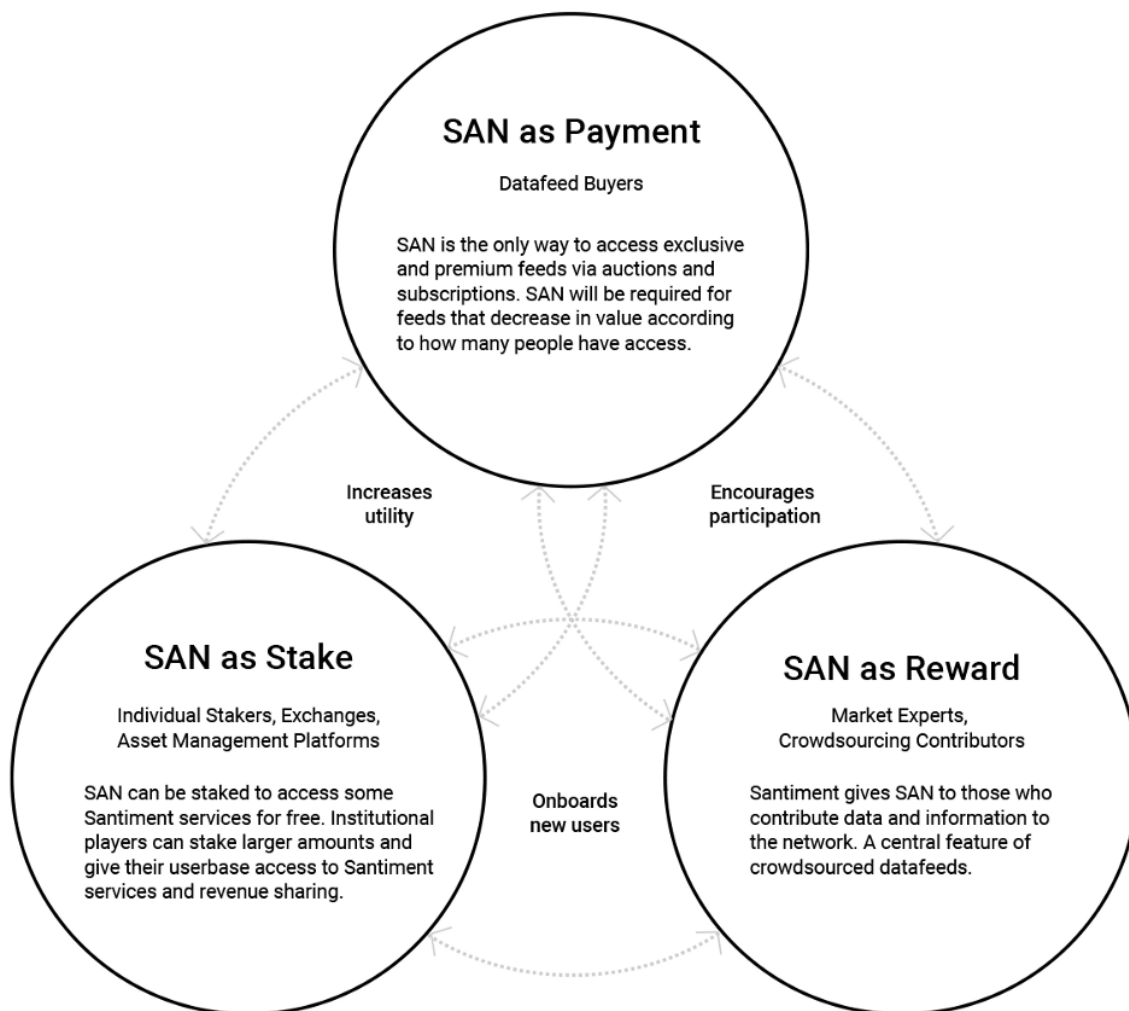 SAN as Payment
Datafeed Buyers
SAN is the only way to access exclusive
and premium feeds via auctions and
subscriptions. SAN will be required for
feeds that decrease in value according
to how many people have access.
Increases
utility
Encourages
participation
SAN as Stake
Individual Stakers, Exchanges,
Asset Management Platforms
SAN can be staked to access some
Santiment services for free. Institutional
players can stake larger amounts and
give their userbase access to Santiment
services and revenue sharing.
Onboards
new users
SAN as Reward
Market Experts,
Crowdsourcing Contributors
Santiment gives SAN to those who
contribute data and information to
the network. A central feature of
crowdsourced datafeeds.